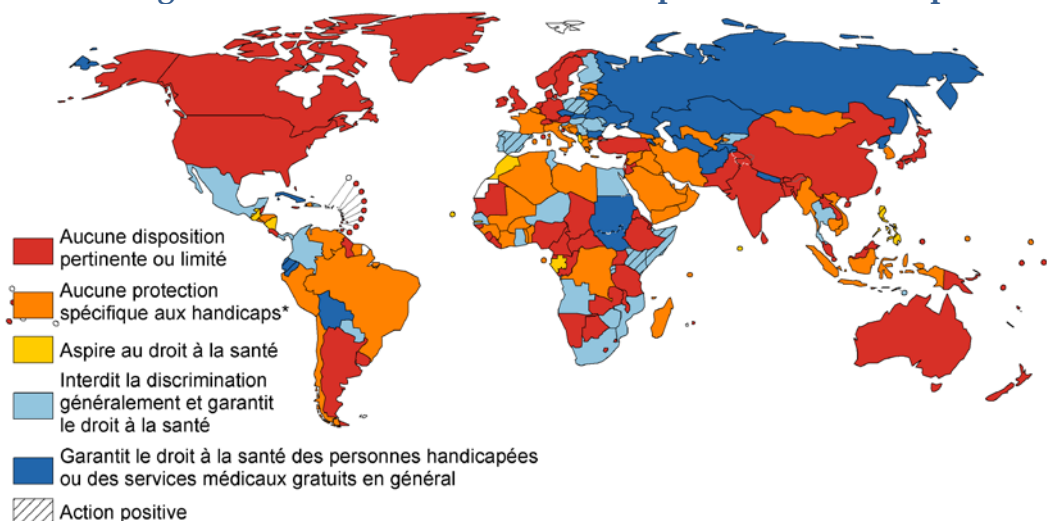 Aucune disposition
pertinente ou limité
Aucune protection
spécifique aux handicaps*
Aspire au droit à la santé
Interdit la discrimination
généralement et garantit
le droit à la santé
Garantit le droit à la santé des personnes handicapées
ou des services médicaux gratuits en général
Action positive